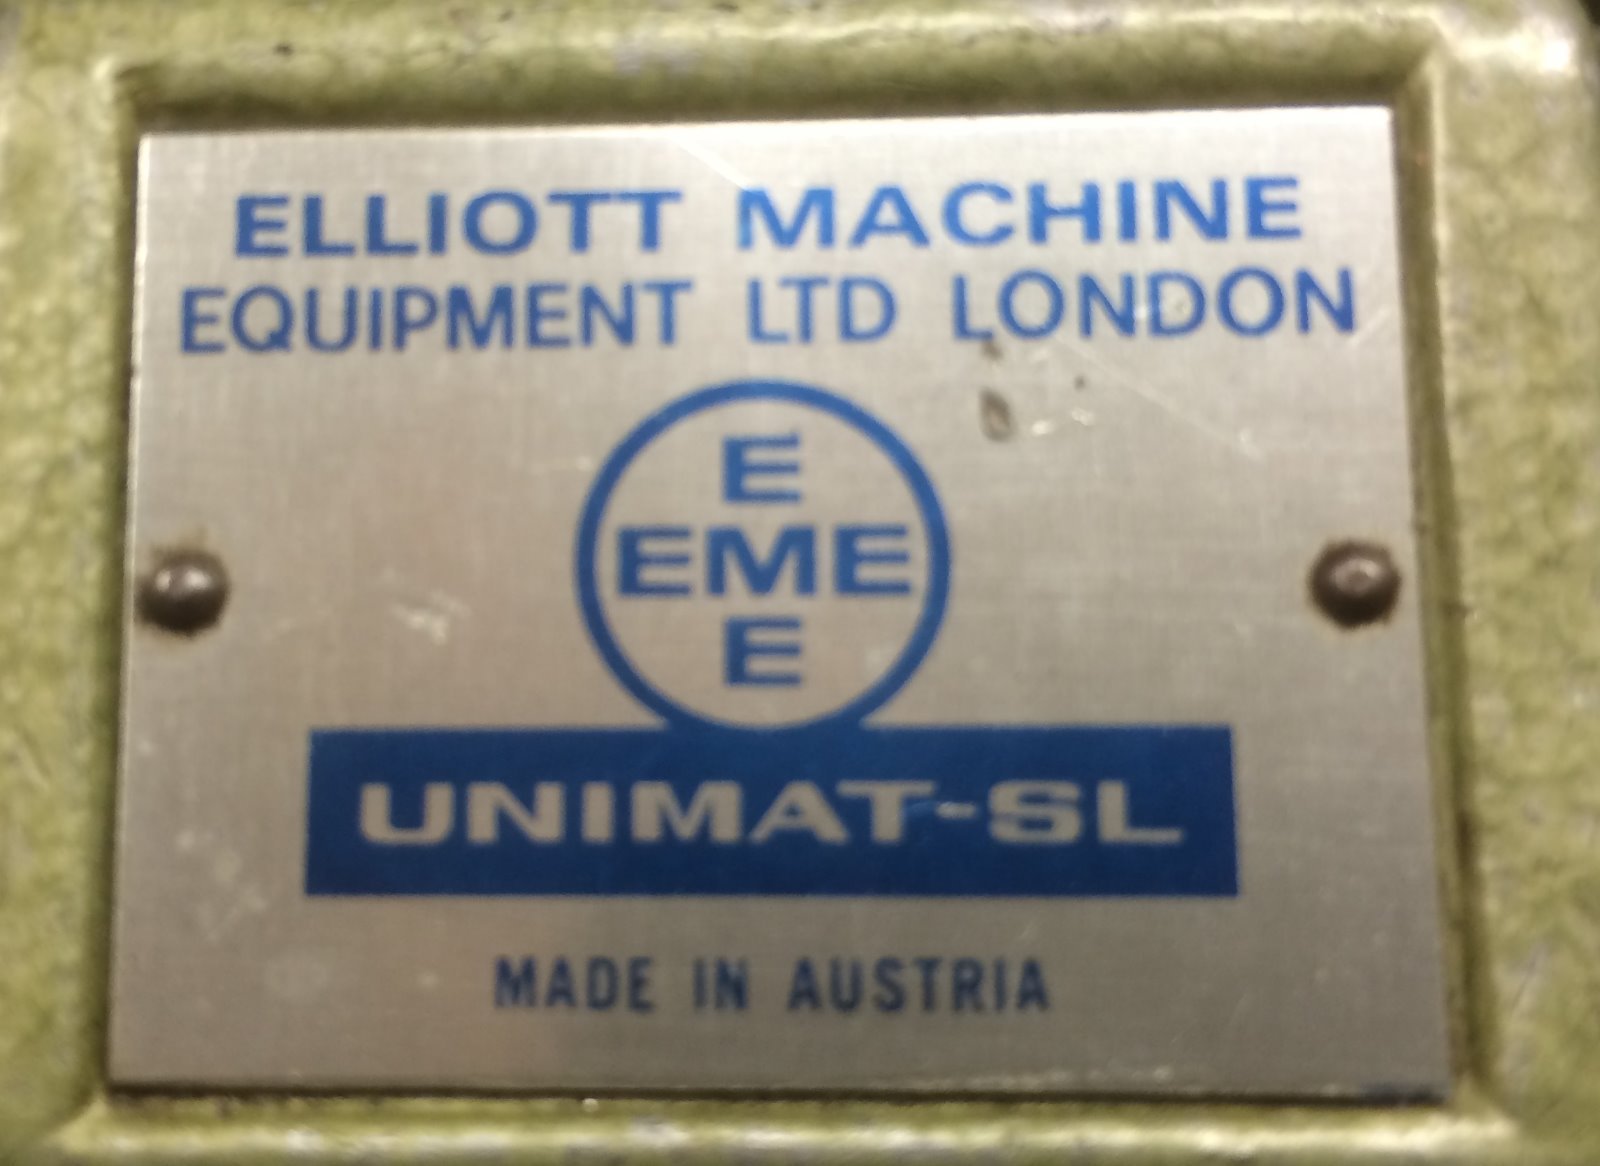 ELLIOTT MACHINE
EQUIPMENT LTD LONDON
E
EME
E
UNIMAT-SL
MADE IN AUSTRIA